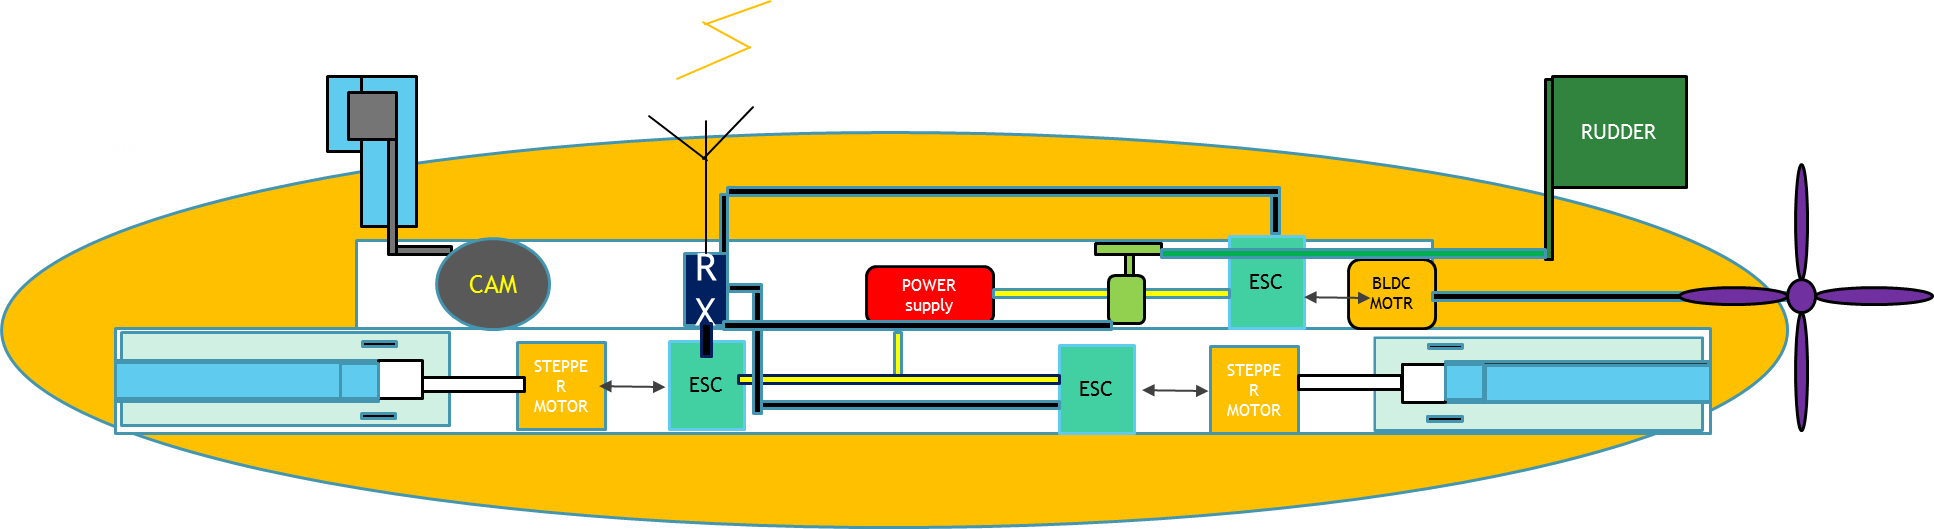 RUDDER
CAM
R
X
POWER
supply
ESC
BLDC
MOTR
STEPPE
R
MOTOR
ESC
ESC
STEPPE
R
MOTOR